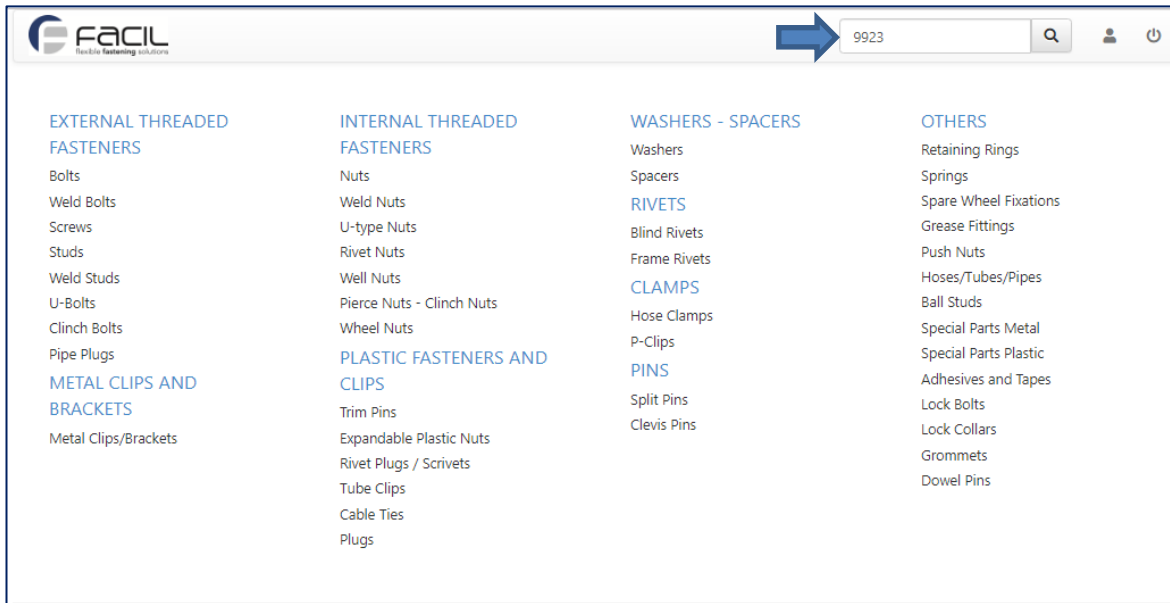 FACIL
flexible fastening solutions
9923
EXTERNAL THREADED
FASTENERS
Bolts
Weld Bolts
Screws
Studs
Weld Studs
U-Bolts
Clinch Bolts
Pipe Plugs
METAL CLIPS AND
BRACKETS
Metal Clips/Brackets
INTERNAL THREADED
FASTENERS
Nuts
Weld Nuts
U-type Nuts
Rivet Nuts
Well Nuts
Pierce Nuts - Clinch Nuts
Wheel Nuts
PLASTIC FASTENERS AND
CLIPS
Trim Pins
Expandable Plastic Nuts
Rivet Plugs / Scrivets
Tube Clips
Cable Ties
Plugs
WASHERS - SPACERS
Washers
Spacers
RIVETS
Blind Rivets
Frame Rivets
CLAMPS
Hose Clamps
P-Clips
PINS
Split Pins
Clevis Pins
OTHERS
Retaining Rings
Springs
Spare Wheel Fixations
Grease Fittings
Push Nuts
Hoses/Tubes/Pipes
Ball Studs
Special Parts Metal
Special Parts Plastic
Adhesives and Tapes
Lock Bolts
Lock Collars
Grommets
Dowel Pins